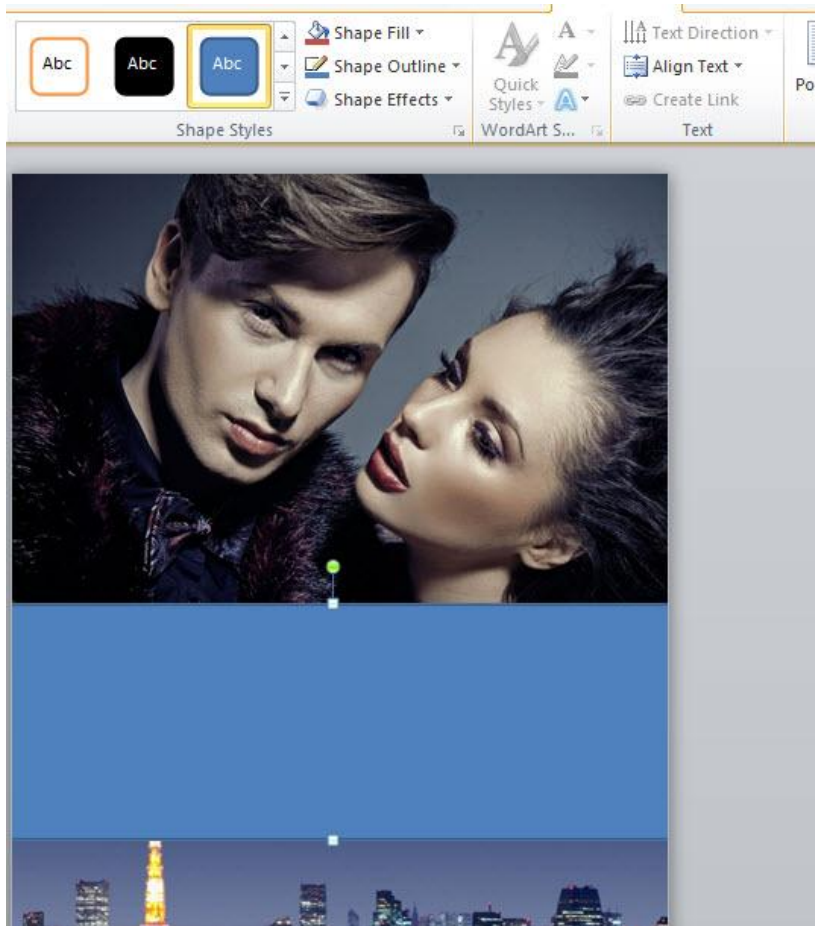 Abc Abc Abc
Shape Fill
Shape Outline
Shape Effects
Shape Styles
A
A
Quick
Styles
A
WordArt S...
Text Direction
Align Text
Create Link
Text
Po